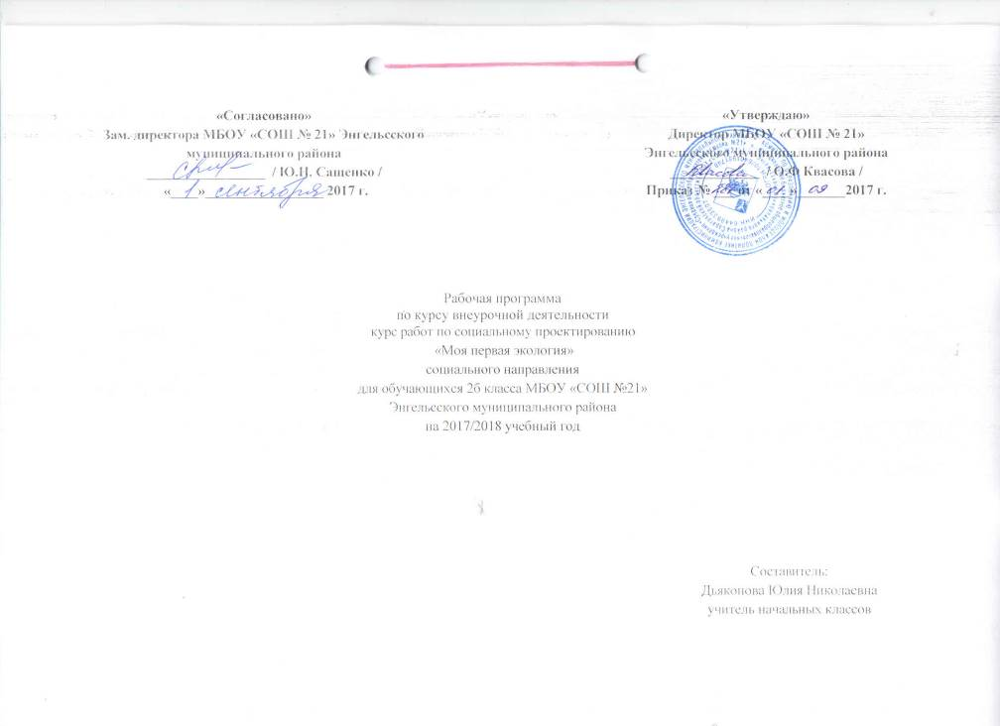 «Согласовано»
Зам. директора МБОУ «СОШ № 21» Энгельсского
муниципального района
/ Ю.Н. Сащенко /
« 1 » сентября 2017 г.
«Утверждаю»
Директор МБОУ «СОШ № 21»
Энгельсского муниципального района
Квасова / О.Ф Квасова /
Приказ № от « 01 » 09 2017 г.
Рабочая программа
по курсу внеурочной деятельности
курс работ по социальному проектированию
«Моя первая экология»
социального направления
для обучающихся 2б класса МБОУ «СОШ №21»
Энгельсского муниципального района
на 2017/2018 учебный год
Составитель:
Дьяконова Юлия Николаевна
учитель начальных классов